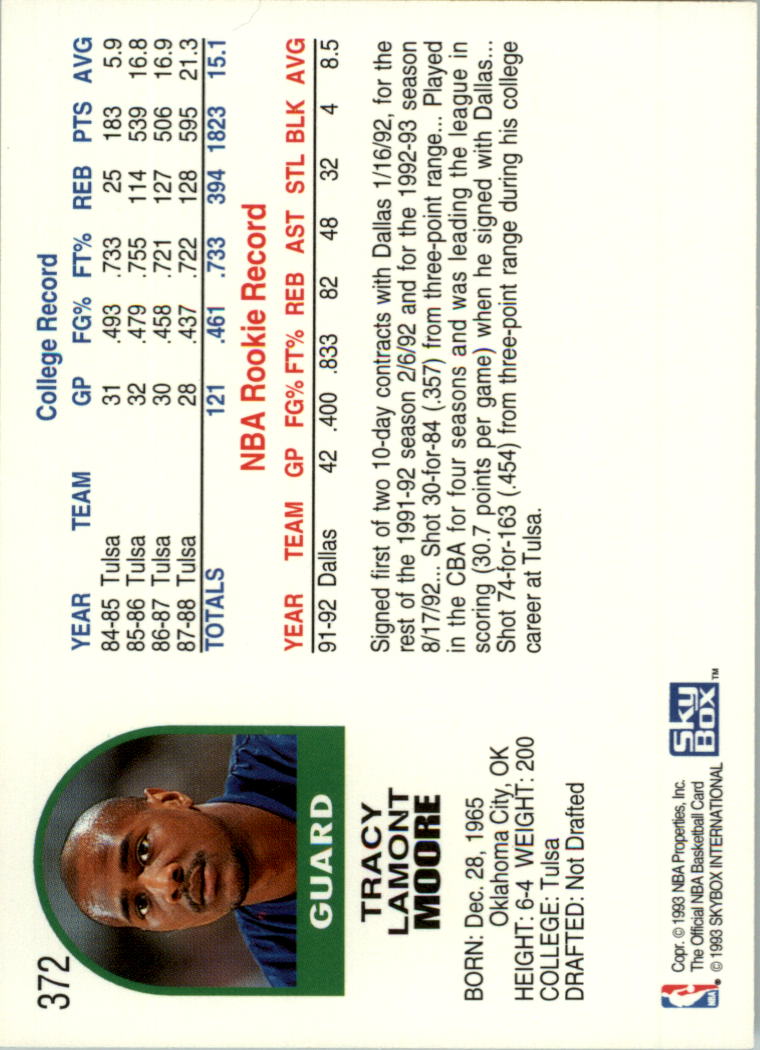 372
GUARD
TRACY
LAMONT
MOORE
BORN: Dec. 28, 1965
Oklahoma City, OK
HEIGHT: 6-4 WEIGHT: 200
COLLEGE: Tulsa
DRAFTED: Not Drafted
College Record
YEAR TEAM GP FG% FT% REB PTS AVG
84-85 Tulsa 31 .493 .733 25 183 5.9
85-86 Tulsa 32 .479 .755 114 539 16.8
86-87 Tulsa 30 .458 .721 127 506 16.9
87-88 Tulsa 28 .437 .722 128 595 21.3
TOTALS 121 .461 .733 394 1823 15.1
NBA Rookie Record
YEAR TEAM GP FG% FT% REB AST STL BLK AVG
91-92 Dallas 42 .400 .833 82 48 32 4 8.5
Signed first of two 10-day contracts with Dallas 1/16/92, for the
rest of the 1991-92 season 2/6/92 and for the 1992-93 season
8/17/92... Shot 30-for-84 (.357) from three-point range... Played
in the CBA for four seasons and was leading the league in
scoring (30.7 points per game) when he signed with Dallas...
Shot 74-for-163 (.454) from three-point range during his college
career at Tulsa.
NBA
®
Copr. © 1993 NBA Properties, Inc.
The Official NBA Basketball Card
© 1993 SKYBOX INTERNATIONAL
SkyBox™